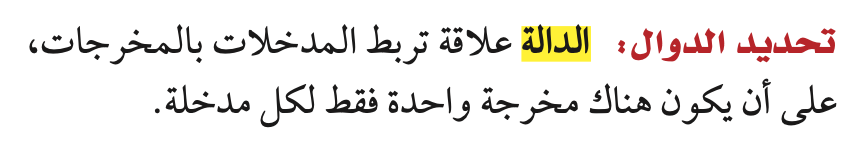 تحديد الدوال: الدالة علاقة تربط المدخلات بالمخرجات،
على أن يكون هناك مخرجة واحدة فقط لكل مدخلة.